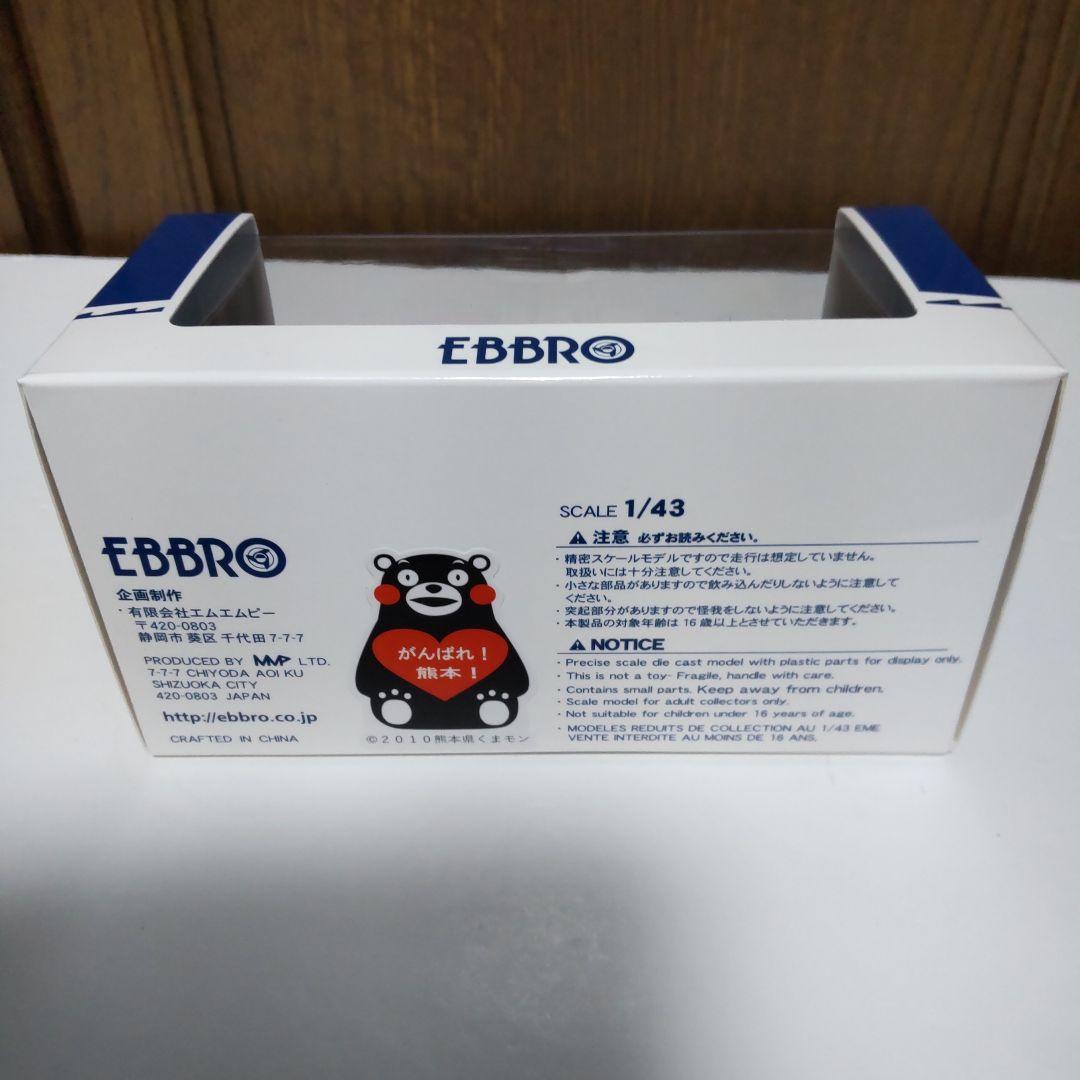 EBBRO
EBBRO
企画制作
・有限会社エムエムピー
〒420-0803
静岡市 葵区 千代田 7-7-7
PRODUCED BY MMP LTD.
7-7-7 CHIYODA AOI KU
SHIZUOKA CITY
420-0803 JAPAN
http://ebbro.co.jp
CRAFTED IN CHINA
がんばれ!
熊本!
©2010熊本県くまモン
SCALE 1/43
注意 必ずお読みください。
・精密スケールモデルですので走行は想定していません。
取扱いには十分注意してください。
・小さな部品がありますので飲み込んだりしないように注意して
ください。
・突起部分がありますので怪我をしないように注意してください。
・本製品の対象年齢は 16 歳以上とさせていただきます。
NOTICE
・Precise scale die cast model with plastic parts for display only.
・This is not a toy- Fragile, handle with care.
・Contains small parts. Keep away from children.
・Scale model for adult collectors only.
・Not suitable for children under 16 years of age.
・MODELES REDUITS DE COLLECTION AU 1/43 EME
VENTE INTERDITE AU MOINS DE 16 ANS.